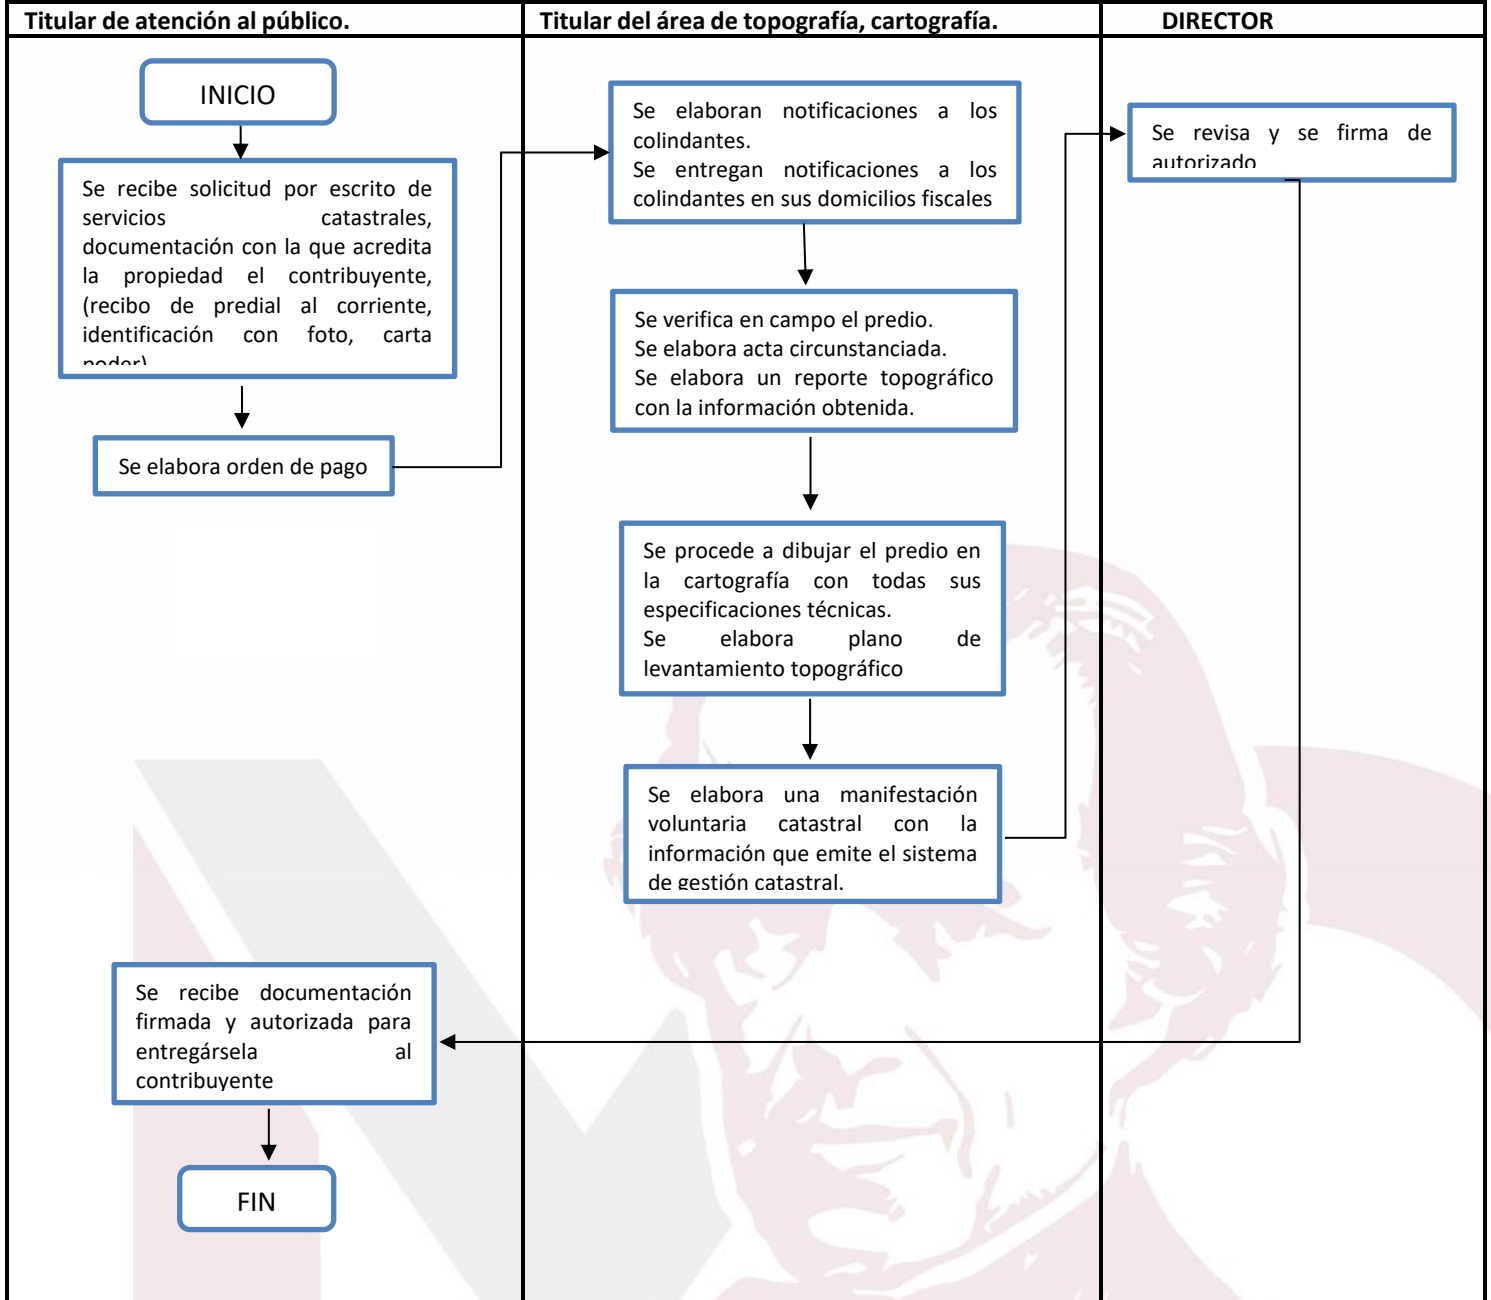 Titular de atención al público.
Titular del área de topografía, cartografía.
DIRECTOR
INICIO
Se recibe solicitud por escrito de
servicios catastrales,
documentación con la que acredita
la propiedad el contribuyente,
(recibo de predial al corriente,
identificación con foto, carta
poder)
Se elabora orden de pago
Se elaboran notificaciones a los
colindantes.
Se entregan notificaciones a los
colindantes en sus domicilios fiscales
Se verifica en campo el predio.
Se elabora acta circunstanciada.
Se elabora un reporte topográfico
con la información obtenida.
Se procede a dibujar el predio en
la cartografía con todas sus
especificaciones técnicas.
Se elabora plano de
levantamiento topográfico
Se elabora una manifestación
voluntaria catastral con la
información que emite el sistema
de gestión catastral.
Se revisa y se firma de
autorizado
Se recibe documentación
firmada y autorizada para
entregársela al
contribuyente
FIN